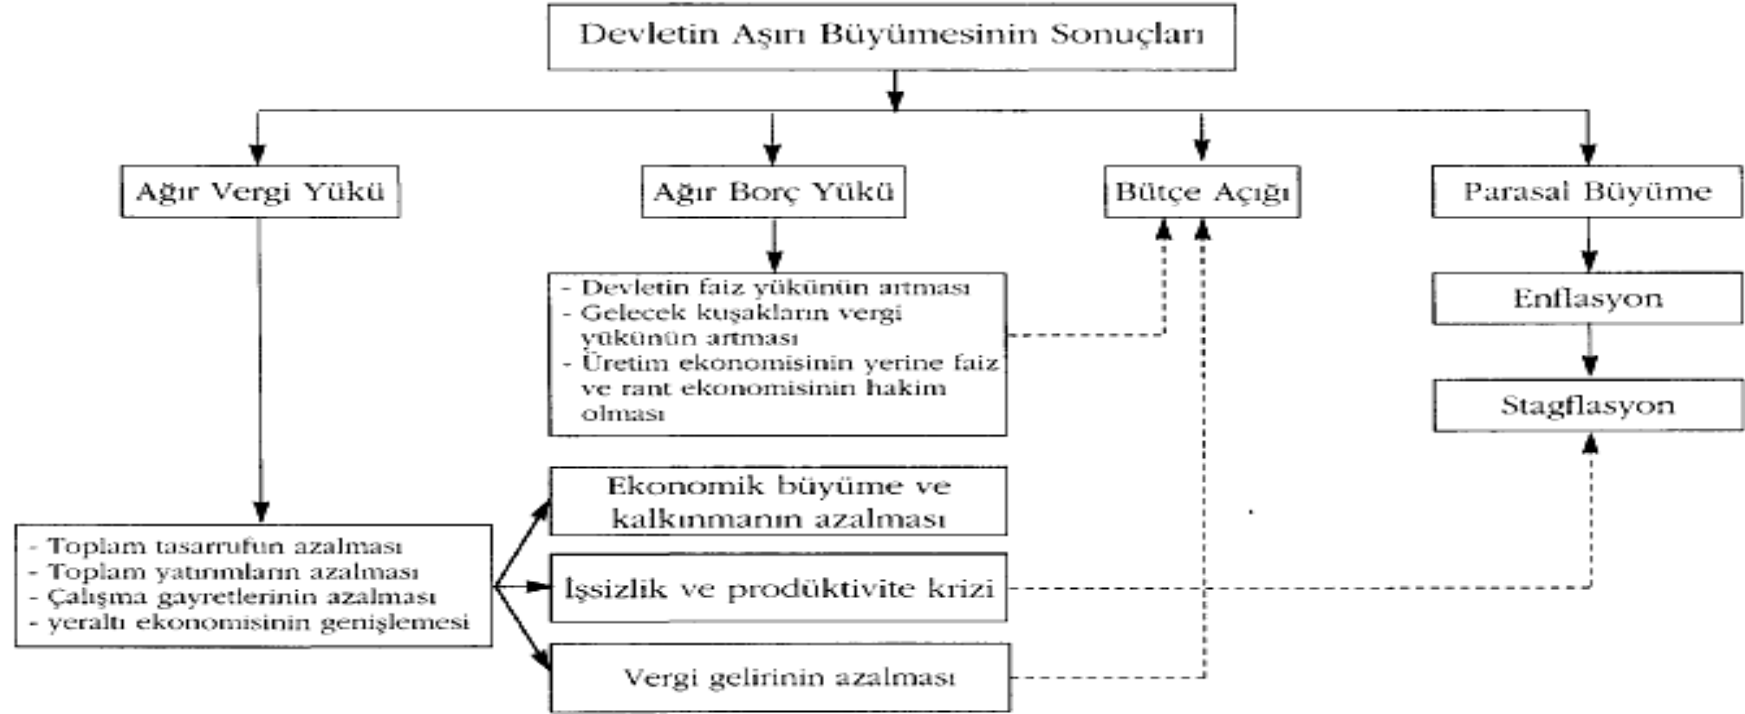 Devletin Aşırı Büyümesinin Sonuçları
Ağır Vergi Yükü
Ağır Borç Yükü
Bütçe Açığı
Parasal Büyüme
- Devletin faiz yükünün artması
- Gelecek kuşakların vergi
yükünün artması
- Üretim ekonomisinin yerine faiz
ve rant ekonomisinin hakim
olması
Enflasyon
Stagflasyon
- Toplam tasarrufun azalması
- Toplam yatırımların azalması
- Çalışma gayretlerinin azalması
- yeraltı ekonomisinin genişlemesi
Ekonomik büyüme ve
kalkınmanın azalması
İşsizlik ve prodüktivite krizi
Vergi gelirinin azalması